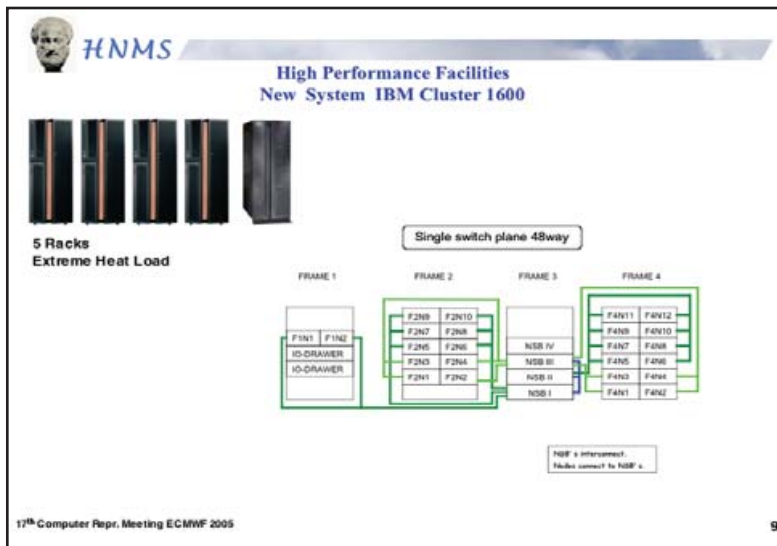 HNMS
High Performance Facilities
New System IBM Cluster 1600
5 Racks
Extreme Heat Load
Single switch plane 48way
FRAME 1
FRAME 2
FRAME 3
FRAME 4
F1N1 F1N2
IO-DRAWER
IO-DRAWER
F2N9 F2N10
F2N7 F2N8
F2N5 F2N6
F2N3 F2N4
F2N1 F2N2
NSB IV
NSB III
NSB II
NSB I
F4N11 F4N12
F4N9 F4N10
F4N7 F4N8
F4N5 F4N6
F4N3 F4N4
F4N1 F4N2
NSB's interconnect.
Nodes connect to NSB's.
17th Computer Repr. Meeting ECMWF 2005
9